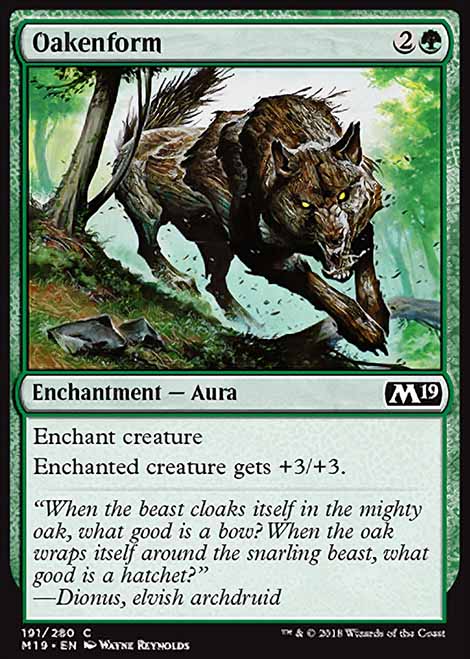 Oakenform 2
Enchantment — Aura M19
Enchant creature
Enchanted creature gets +3/+3.
“When the beast cloaks itself in the mighty
oak, what good is a bow? When the oak
wraps itself around the snarling beast, what
good is a hatchet?”
—Dionus, elvish archdruid
191/280 C
M19 • EN Wayne Reynolds
™ & © 2018 Wizards of the Coast